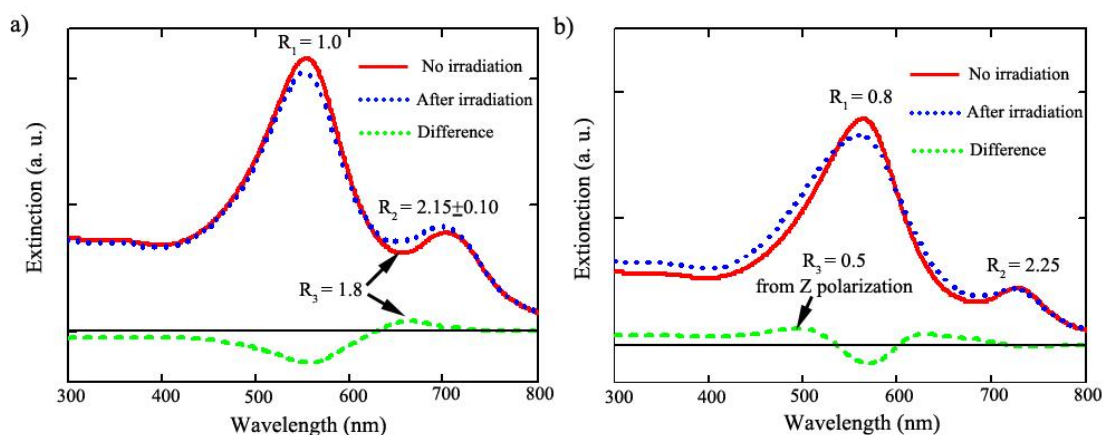 a)
R1 = 1.0
No irradiation
After irradiation
Difference
R2 = 2.15±0.10
R3 = 1.8
Extinction (a. u.)
300 400 500 600 700 800
Wavelength (nm)
b)
R1 = 0.8
No irradiation
After irradiation
Difference
R3 = 0.5
from Z polarization
R2 = 2.25
Extionction (a. u.)
300 400 500 600 700 800
Wavelength (nm)